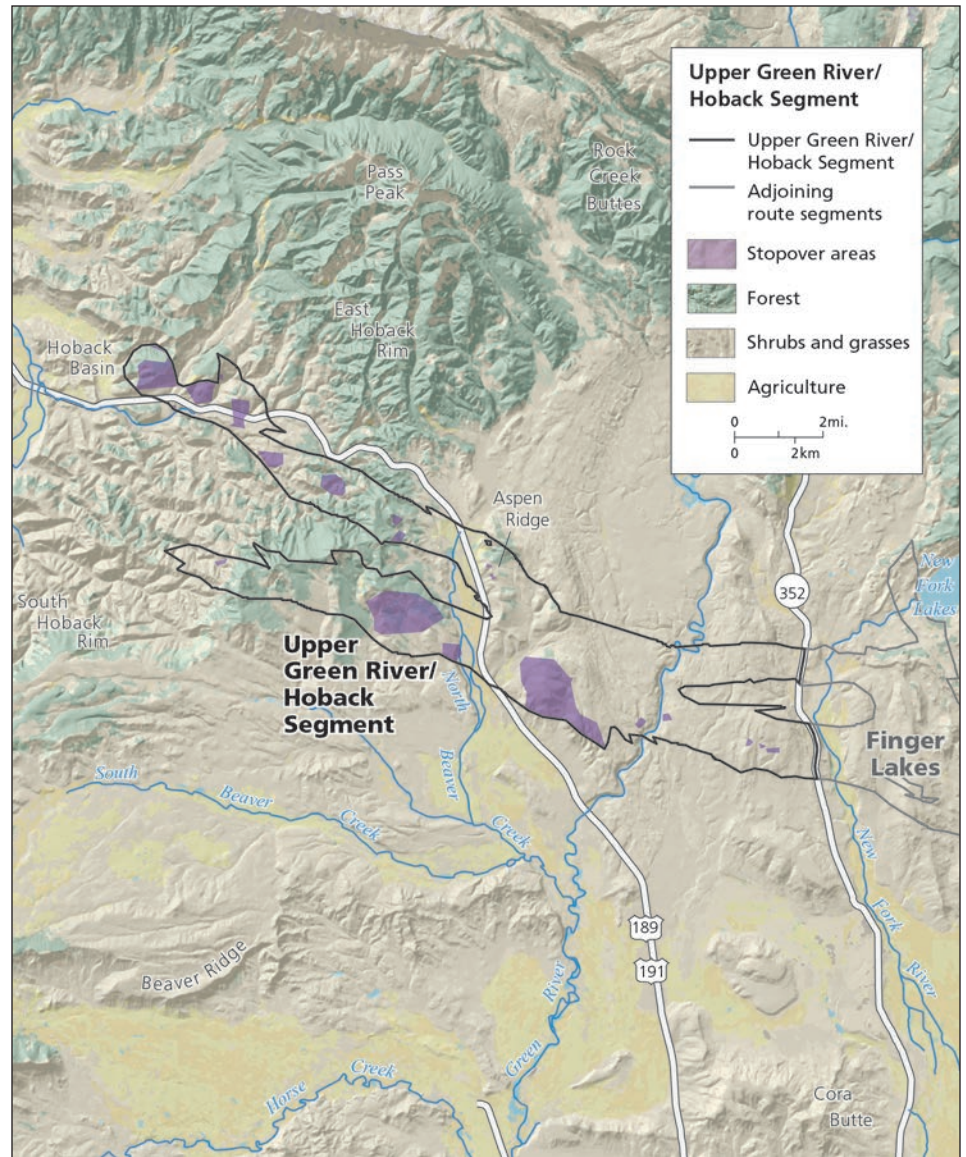 Upper Green River/
Hoback Segment
Upper Green River/
Hoback Segment
Adjoining
route segments
Stopover areas
Forest
Shrubs and grasses
Agriculture
0 2mi.
0 2km
Rock
Creek
Buttes
Pass
Peak
East
Hoback
Rim
Hoback
Basin
Aspen
Ridge
New
Fork
Lakes
352
South
Hoback
Rim
Upper
Green River/
Hoback
Segment
North
Beaver
Creek
Finger
Lakes
South
Beaver
Creek
New
Fork
River
189
191
Beaver Ridge
Green
River
Horse
Creek
Cora
Butte